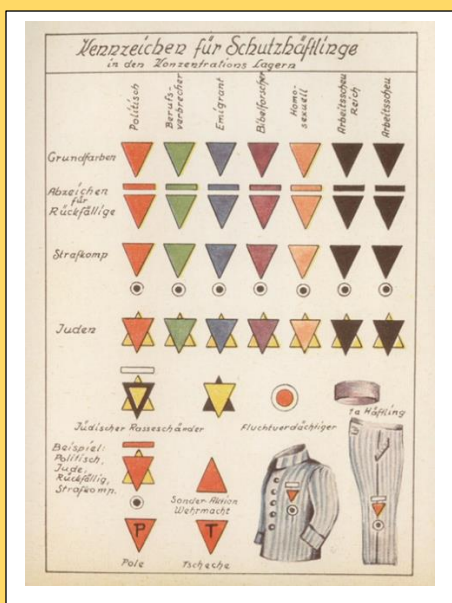 Kennzeichen für Schutzhäftlinge
in den Konzentrations Lagern
Politisch
Berufs-
verbrecher
Emigrant
Bibelforscher
Homo-
sexuell
Arbeitsscheu
Reich
Arbeitsscheu
Grundfarben
Abzeichen
für
Rückfällige
Strafkomp
Juden
Jüdischer Rasseschänder
Fluchtverdächtiger
Häftling
Beispiel:
Politisch,
Jude,
Rückfällig,
Strafkomp.
Sonder-Aktion
Wehrmacht
P
T
Pole
Tscheche